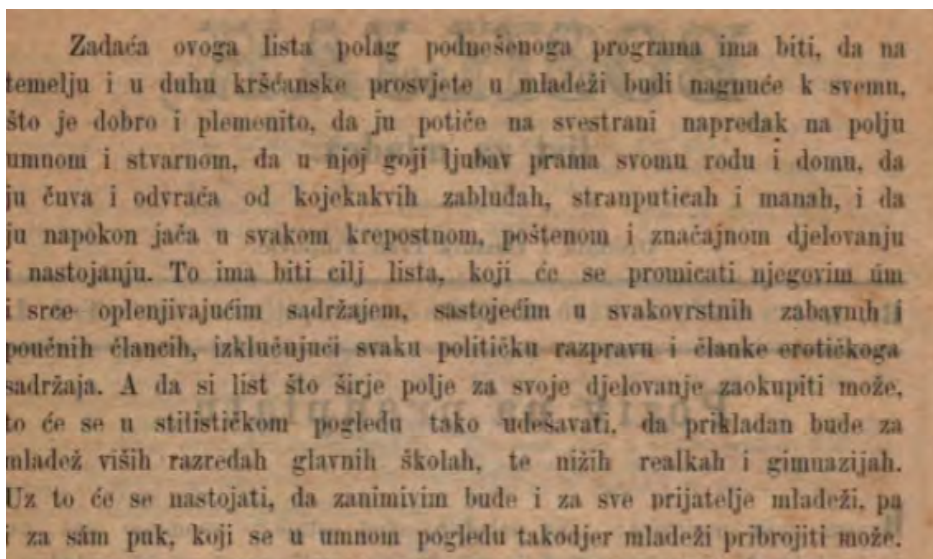 Zadaća ovoga lista polag podnešenoga programa ima biti, da na
temelju i u duhu kršćanske prosvjete u mladeži budi nagnuće k svemu,
što je dobro i plemenito, da ju potiče na svestrani napredak na polju
umnom i stvarnom, da u njoj goji ljubav prama svomu rodu i domu, da
ju čuva i odvraća od kojekakvih zabludah, stranputicah i manah, i da
ju napokon jača u svakom krepostnom, poštenom i značajnom djelovanju
i nastojanju. To ima biti cilj lista, koji će se promicati njegovim úm
i srce oplenjivajućim sadržajem, sastojećim u svakovrstnih zabavnih i
poučnih člancih, izključujući svaku političku razpravu i članke erotičkoga
sadržaja. A da si list što širje polje za svoje djelovanje zaokupiti može,
to će se u stilističkom pogledu tako udešavati, da prikladan bude za
mladež viših razredah glavnih školah, te nižih realkah i gimnazijah.
Uz to će se nastojati, da zanimivim bude i za sve prijatelje mladeži, pa
i za sám puk, koji se u umnom pogledu takodjer mladeži pribrojiti može.